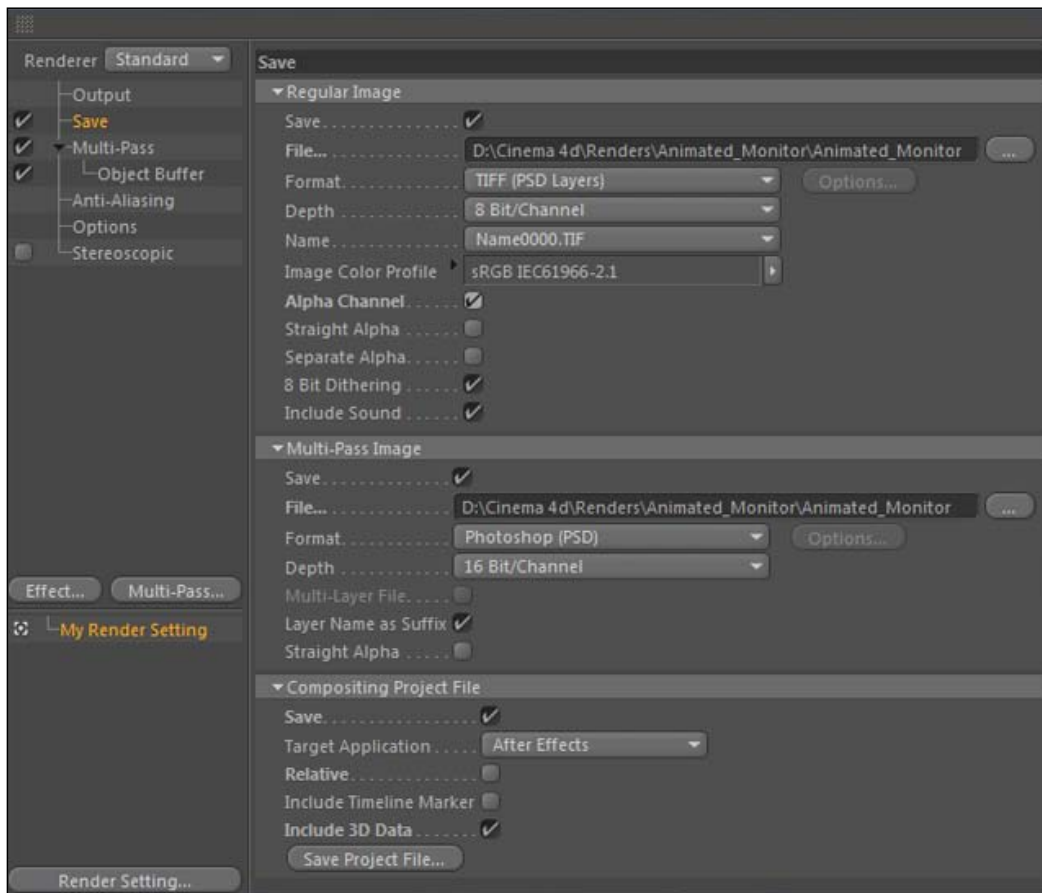 Renderer Standard
Output
Save
Multi-Pass
Object Buffer
Anti-Aliasing
Options
Stereoscopic
Effect... Multi-Pass...
My Render Setting
Render Setting...
Save
Regular Image
Save
File... D:\Cinema 4d\Renders\Animated_Monitor\Animated_Monitor ...
Format TIFF (PSD Layers) Options...
Depth 8 Bit/Channel
Name Name0000.TIF
Image Color Profile sRGB IEC61966-2.1
Alpha Channel
Straight Alpha
Separate Alpha
8 Bit Dithering
Include Sound
Multi-Pass Image
Save
File... D:\Cinema 4d\Renders\Animated_Monitor\Animated_Monitor ...
Format Photoshop (PSD) Options...
Depth 16 Bit/Channel
Multi-Layer File
Layer Name as Suffix
Straight Alpha
Compositing Project File
Save
Target Application After Effects
Relative
Include Timeline Marker
Include 3D Data
Save Project File...